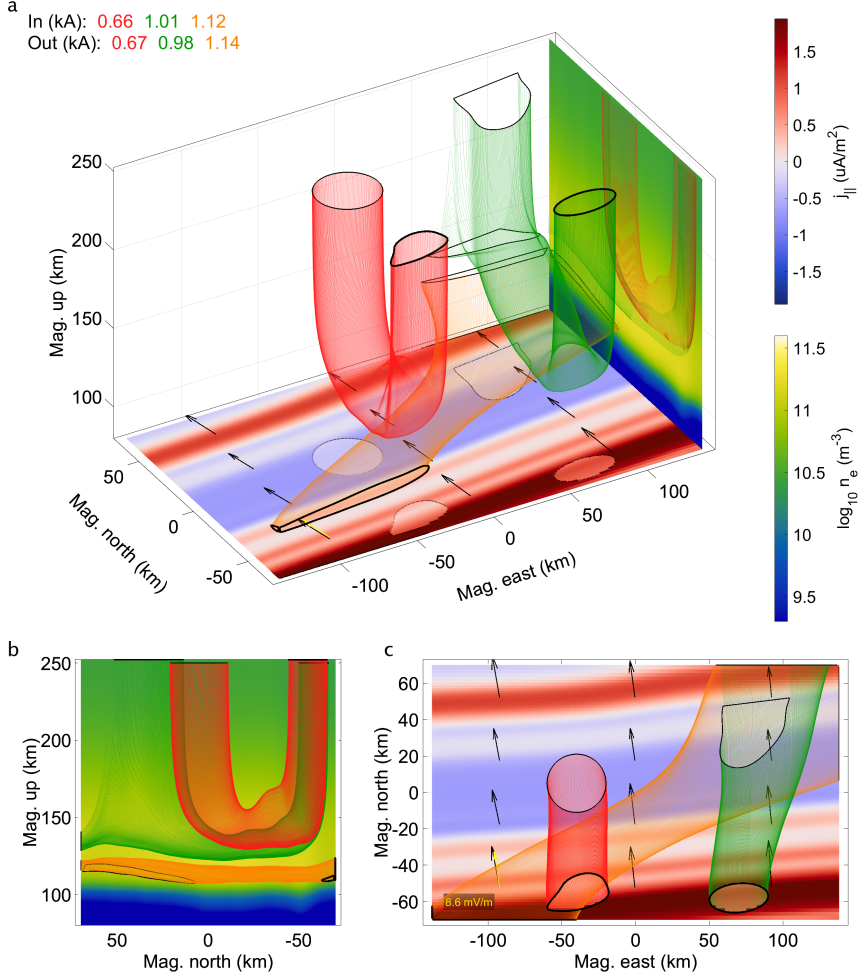 a
In (kA): 0.66 1.01 1.12
Out (kA): 0.67 0.98 1.14
250
200
150
100
Mag. up (km)
50
0
-50
Mag. north (km)
-100
-50
0
50
100
Mag. east (km)
1.5
1
0.5
0
-0.5
-1
-1.5
j|| (uA/m2)
11.5
11
10.5
10
9.5
log10 ne (m-3)
b
250
200
150
100
Mag. up (km)
50 0 -50
Mag. north (km)
c
60
40
20
0
-20
-40
-60
Mag. north (km)
8.6 mV/m
-100 -50 0 50 100
Mag. east (km)